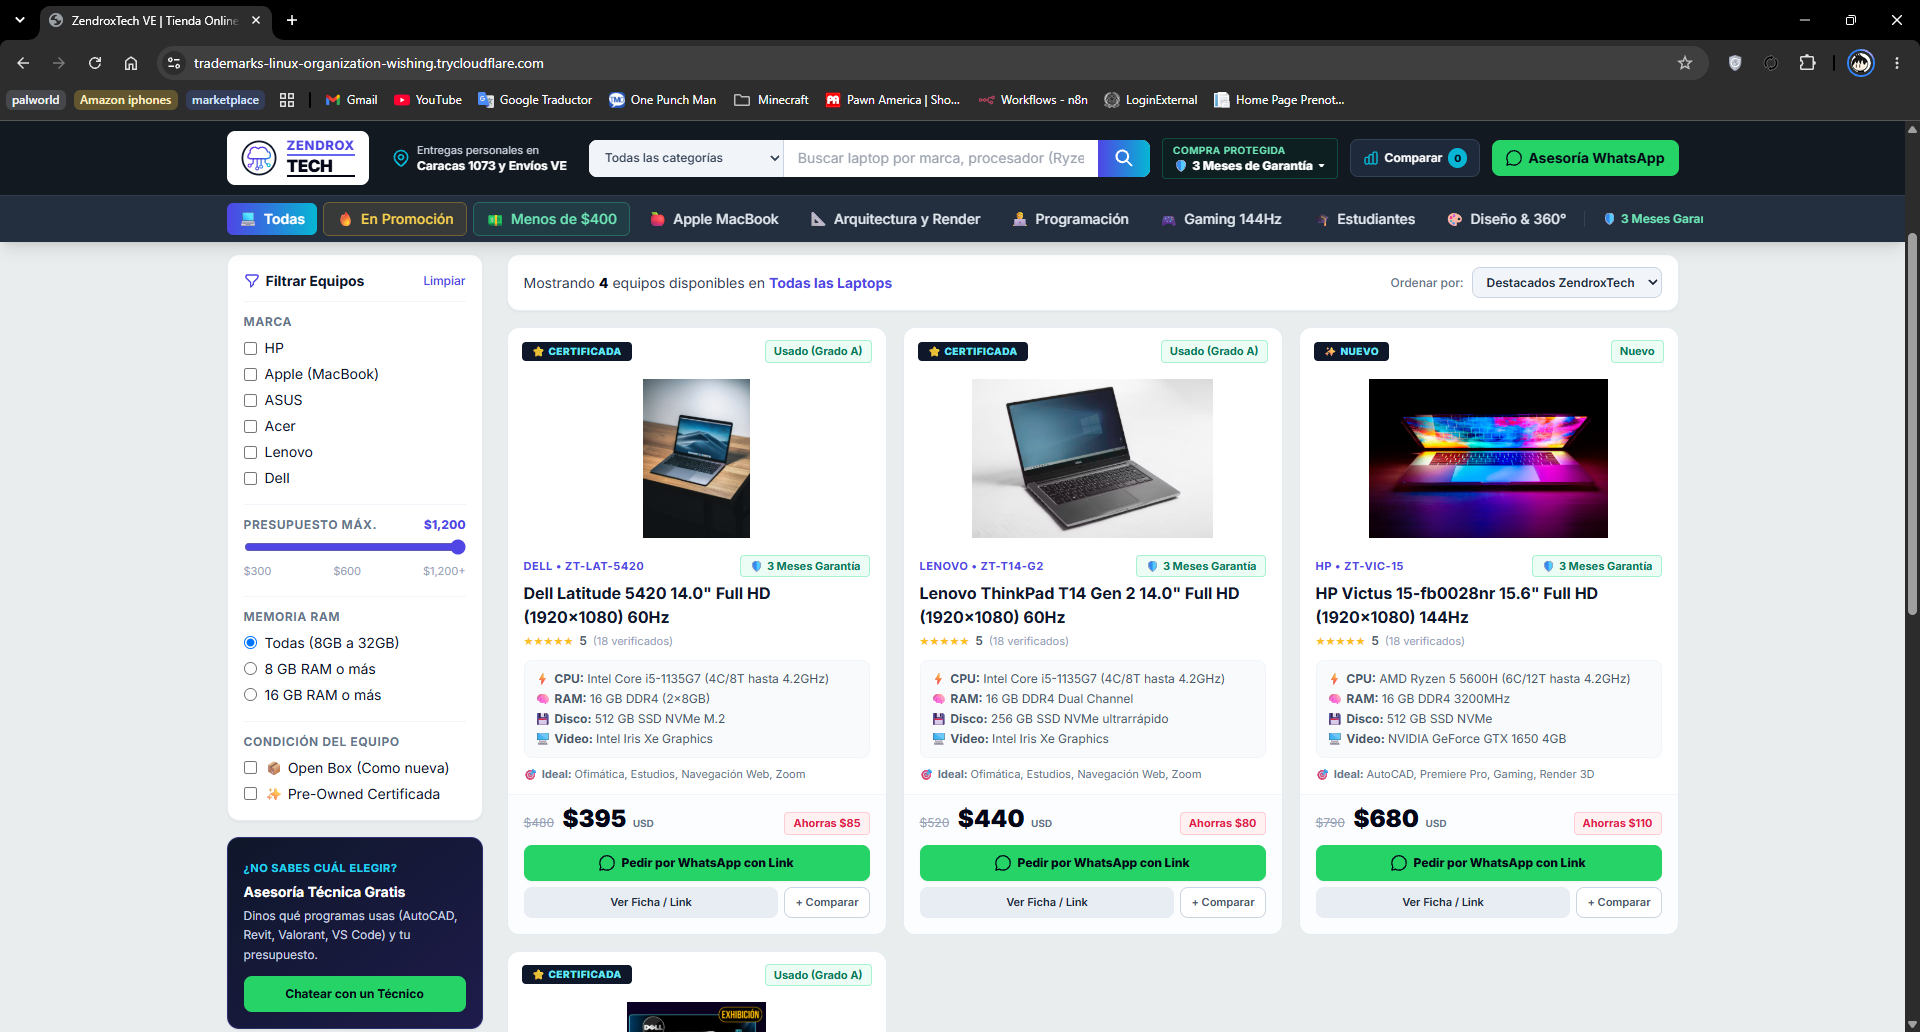 ZendroxTech VE | Tienda Online
trademarks-linux-organization-wishing.trycloudflare.com
palworld
Amazon iphones
marketplace
Gmail
YouTube
Google Traductor
One Punch Man
Minecraft
Pawn America | Sho...
Workflows - n8n
LoginExternal
Home Page Prenot...
ZENDROX
TECH
Entregas personales en
Caracas 1073 y Envíos VE
Todas las categorías
Buscar laptop por marca, procesador (Ryze
COMPRA PROTEGIDA
3 Meses de Garantía
Comparar 0
Asesoría WhatsApp
Todas
En Promoción
Menos de $400
Apple MacBook
Arquitectura y Render
Programación
Gaming 144Hz
Estudiantes
Diseño & 360°
3 Meses Garar
Filtrar Equipos
Limpiar
MARCA
HP
Apple (MacBook)
ASUS
Acer
Lenovo
Dell
PRESUPUESTO MÁX.
$1,200
$300
$600
$1,200+
MEMORIA RAM
Todas (8GB a 32GB)
8 GB RAM o más
16 GB RAM o más
CONDICIÓN DEL EQUIPO
Open Box (Como nueva)
Pre-Owned Certificada
¿NO SABES CUÁL ELEGIR?
Asesoría Técnica Gratis
Dinos qué programas usas (AutoCAD,
Revit, Valorant, VS Code) y tu
presupuesto.
Chatear con un Técnico
Mostrando 4 equipos disponibles en Todas las Laptops
Ordenar por:
Destacados ZendroxTech
CERTIFICADA
Usado (Grado A)
DELL • ZT-LAT-5420
3 Meses Garantía
Dell Latitude 5420 14.0" Full HD
(1920×1080) 60Hz
★★★★★ 5 (18 verificados)
CPU: Intel Core i5-1135G7 (4C/8T hasta 4.2GHz)
RAM: 16 GB DDR4 (2×8GB)
Disco: 512 GB SSD NVMe M.2
Video: Intel Iris Xe Graphics
Ideal: Ofimática, Estudios, Navegación Web, Zoom
$480 $395 USD
Ahorras $85
Pedir por WhatsApp con Link
Ver Ficha / Link
+ Comparar
CERTIFICADA
Usado (Grado A)
LENOVO • ZT-T14-G2
3 Meses Garantía
Lenovo ThinkPad T14 Gen 2 14.0" Full HD
(1920×1080) 60Hz
★★★★★ 5 (18 verificados)
CPU: Intel Core i5-1135G7 (4C/8T hasta 4.2GHz)
RAM: 16 GB DDR4 Dual Channel
Disco: 256 GB SSD NVMe ultrarrápido
Video: Intel Iris Xe Graphics
Ideal: Ofimática, Estudios, Navegación Web, Zoom
$520 $440 USD
Ahorras $80
Pedir por WhatsApp con Link
Ver Ficha / Link
+ Comparar
NUEVO
Nuevo
HP • ZT-VIC-15
3 Meses Garantía
HP Victus 15-fb0028nr 15.6" Full HD
(1920×1080) 144Hz
★★★★★ 5 (18 verificados)
CPU: AMD Ryzen 5 5600H (6C/12T hasta 4.2GHz)
RAM: 16 GB DDR4 3200MHz
Disco: 512 GB SSD NVMe
Video: NVIDIA GeForce GTX 1650 4GB
Ideal: AutoCAD, Premiere Pro, Gaming, Render 3D
$790 $680 USD
Ahorras $110
Pedir por WhatsApp con Link
Ver Ficha / Link
+ Comparar
CERTIFICADA
Usado (Grado A)
DELL
EXHIBICIÓN